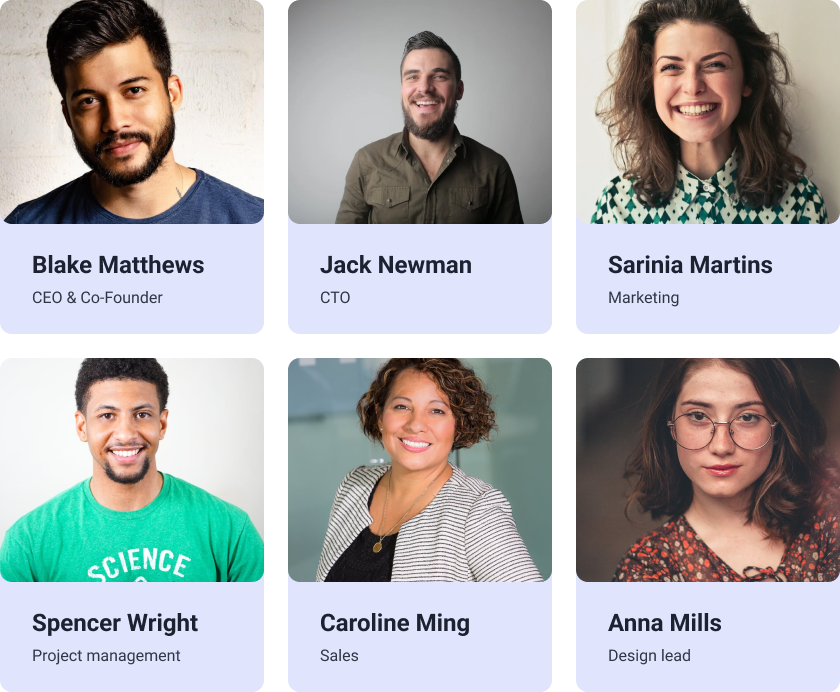 Blake Matthews
CEO & Co-Founder
Jack Newman
CTO
Sarinia Martins
Marketing
SCIENCE
Spencer Wright
Project management
Caroline Ming
Sales
Anna Mills
Design lead